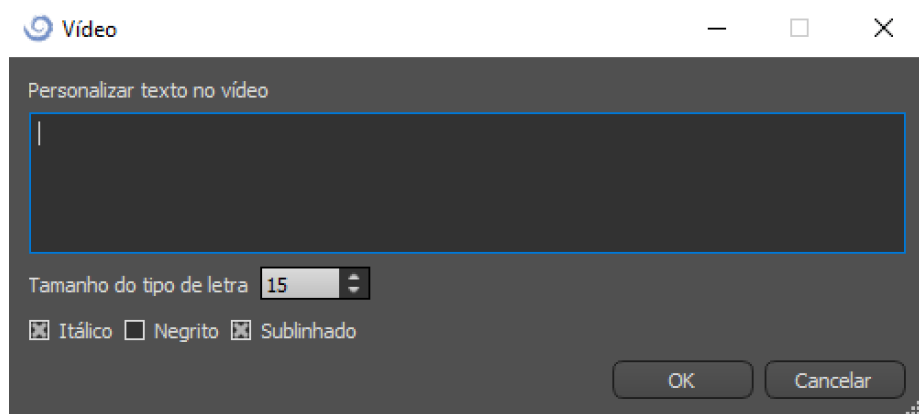 Vídeo
Personalizar texto no vídeo
Tamanho do tipo de letra 15
Itálico Negrito Sublinhado
OK Cancelar